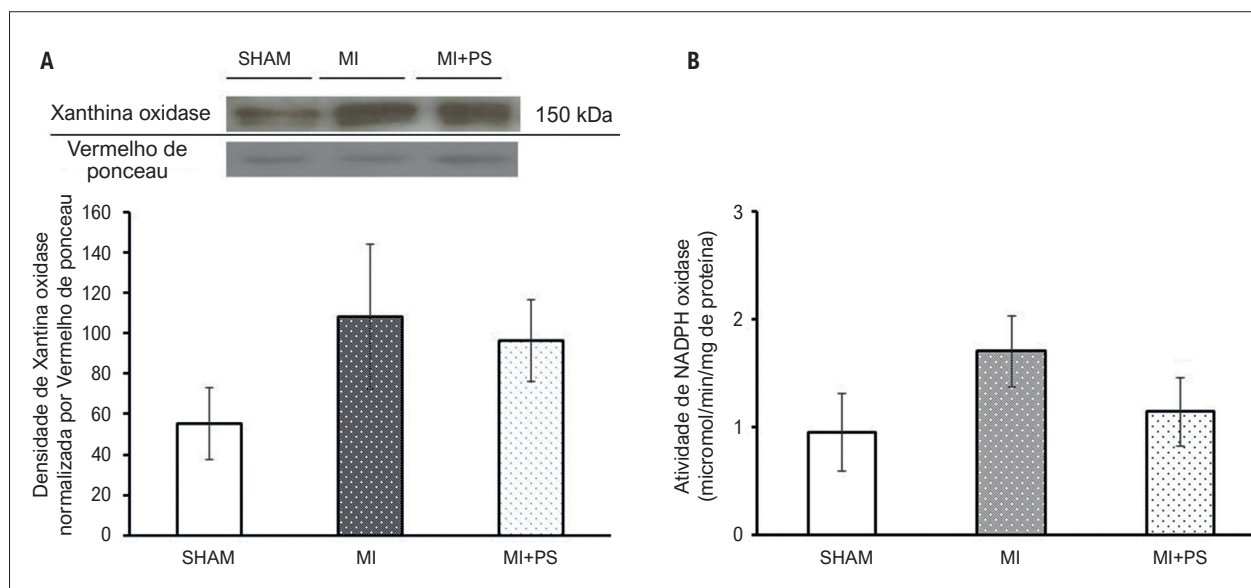 A
SHAM MI MI+PS
Xanthina oxidase
150 kDa
Vermelho de
ponceau
Densidade de Xantina oxidase
normalizada por Vermelho de ponceau
160
140
120
100
80
60
40
20
0
SHAM MI MI+PS
B
Atividade de NADPH oxidase
(micromol/min/mg de proteína)
3
2
1
0
SHAM MI MI+PS